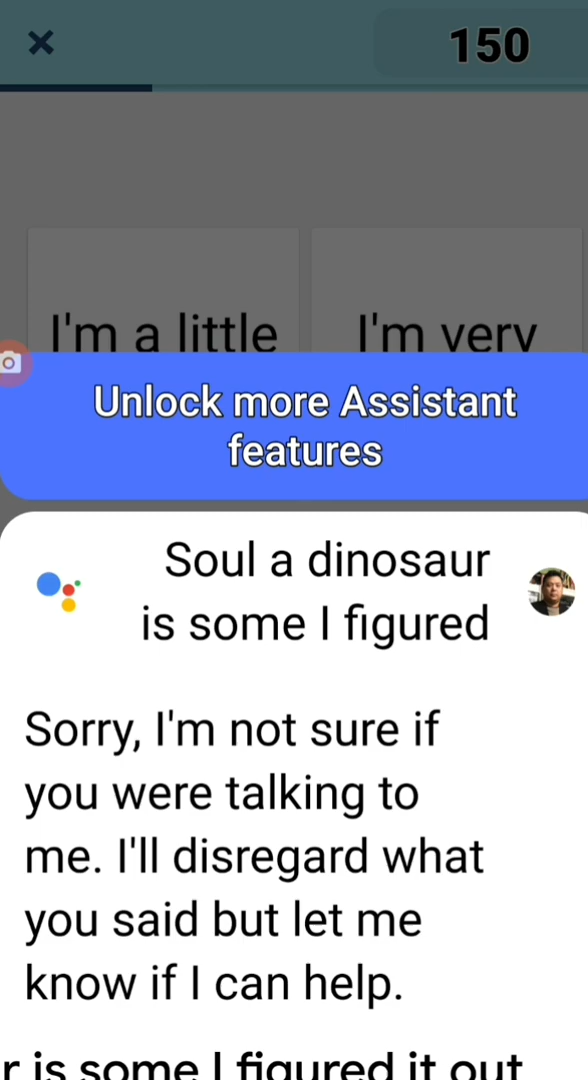 150
I'm a little
I'm very
Unlock more Assistant
features
Soul a dinosaur
is some I figured
Sorry, I'm not sure if
you were talking to
me. I'll disregard what
you said but let me
know if I can help.
r is some I figured it out